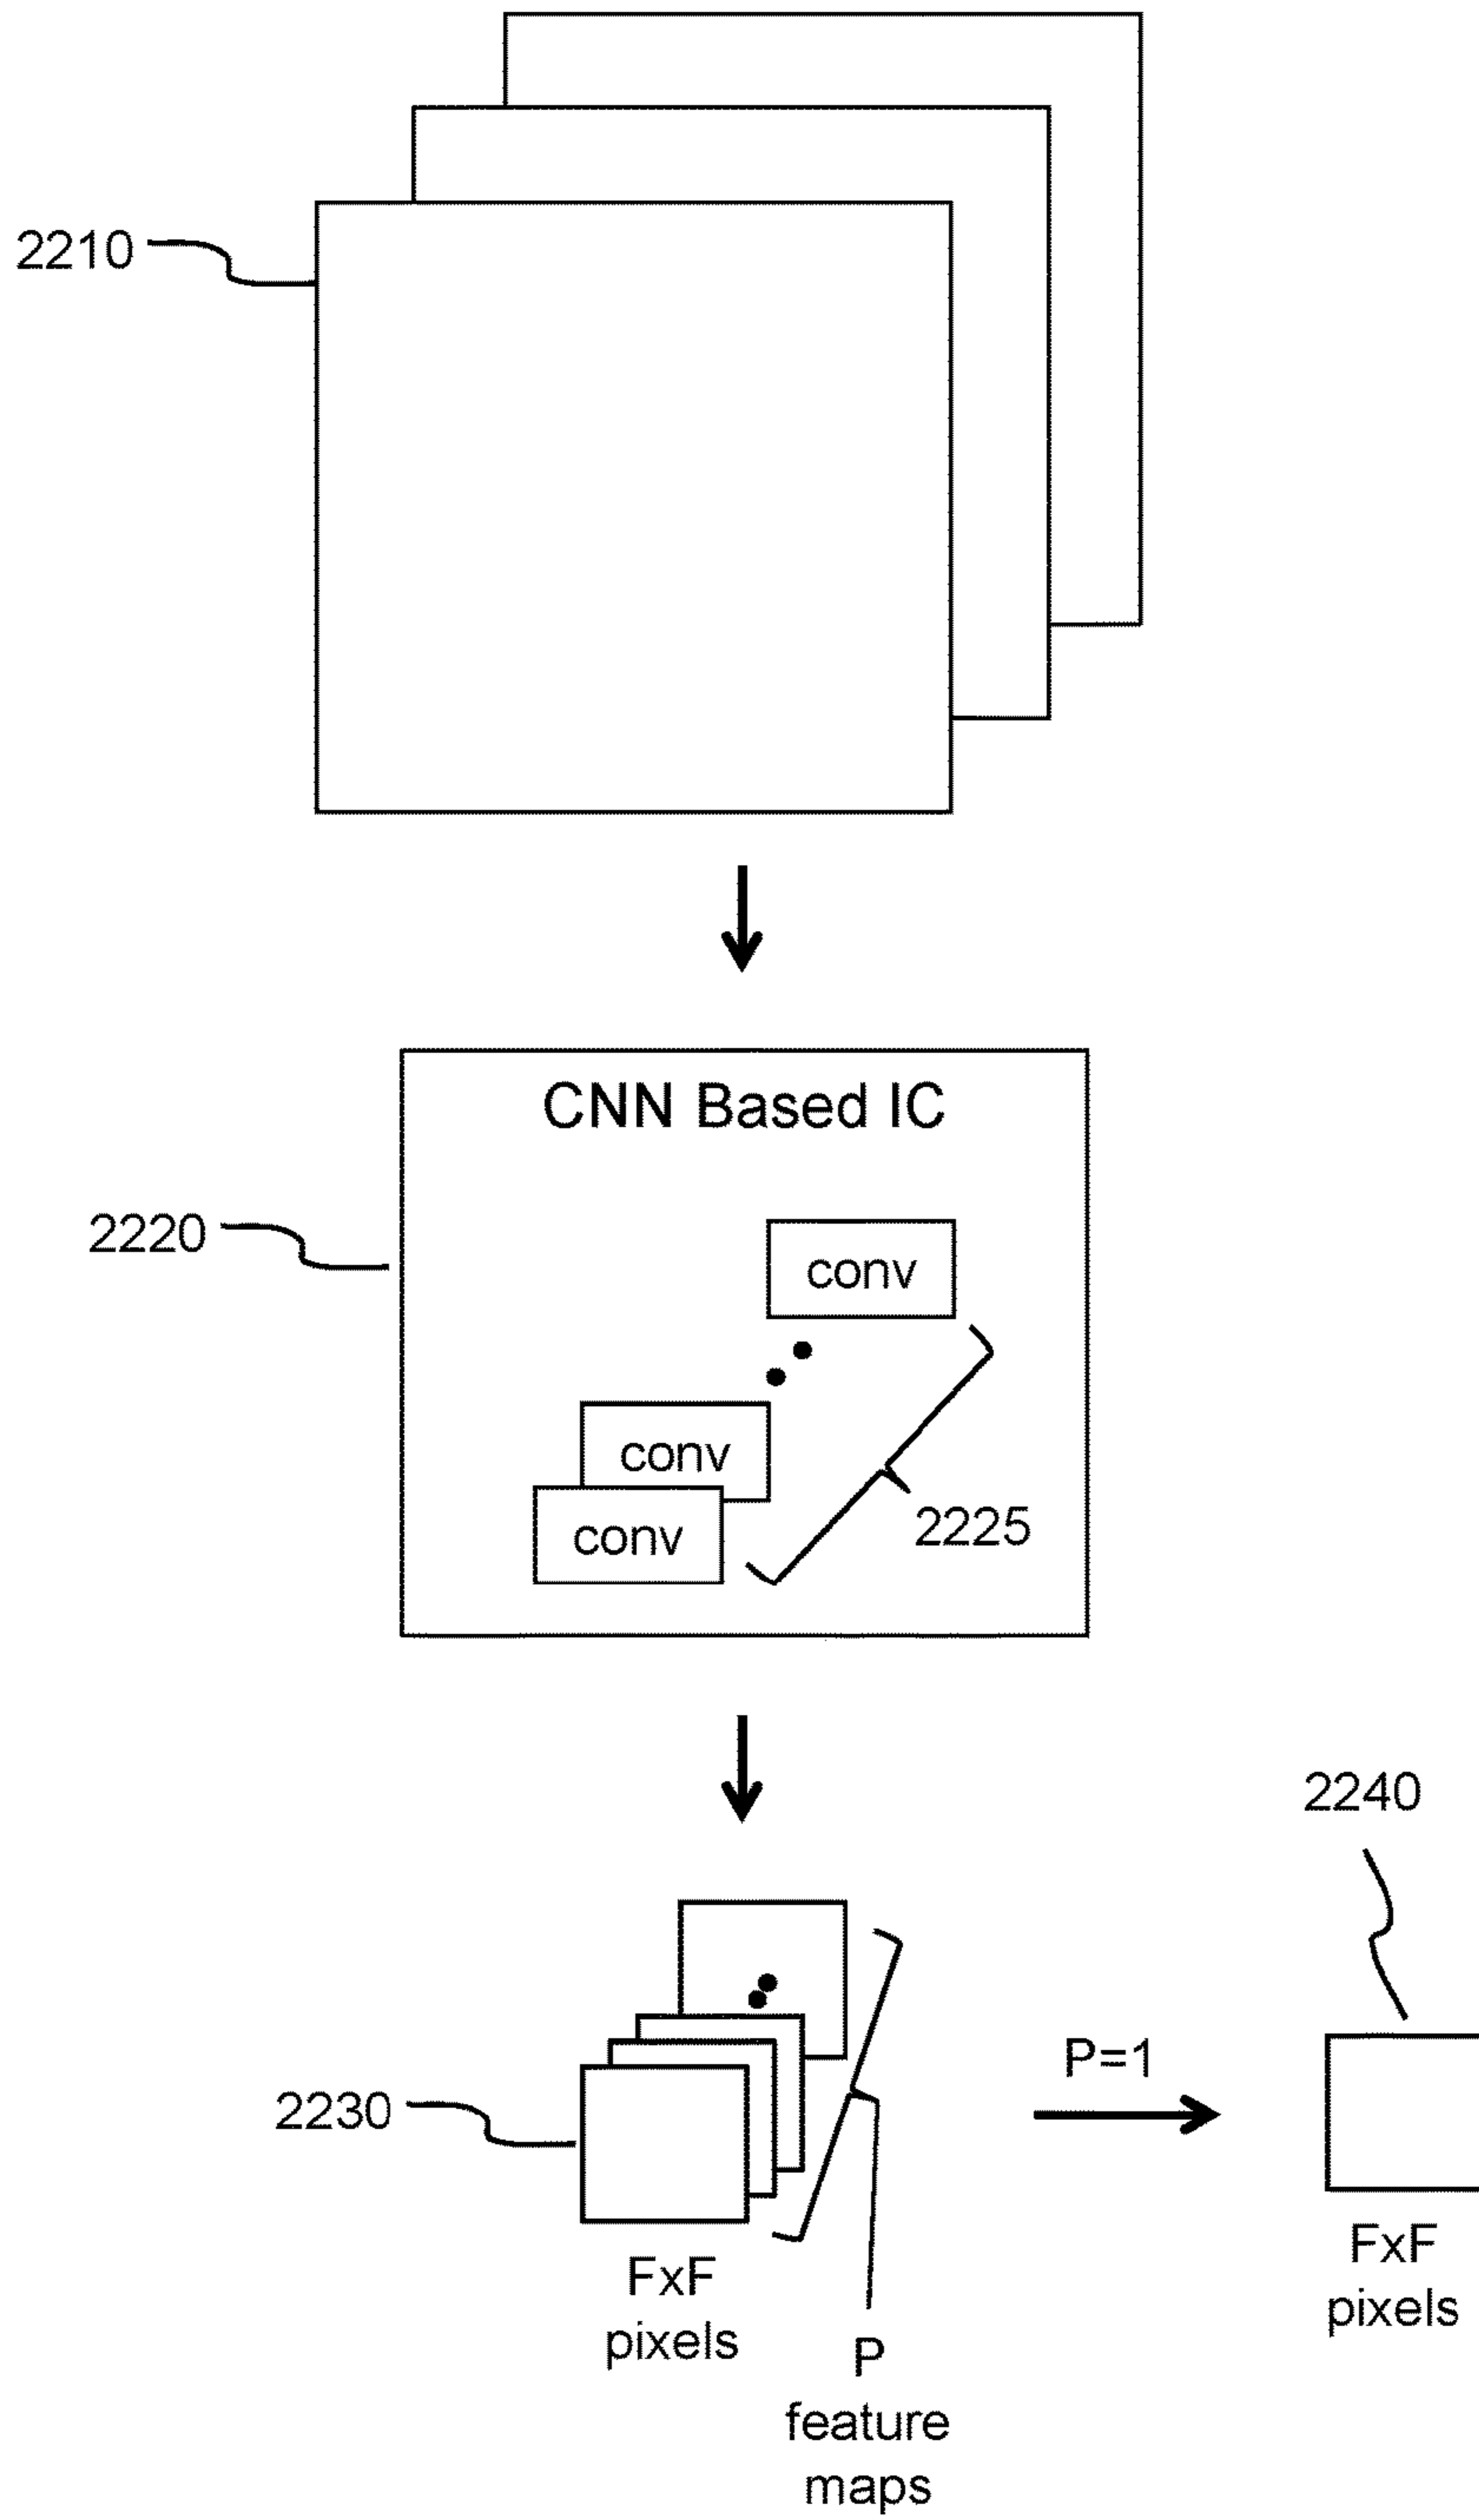 2210
CNN Based IC
2220
conv
conv
conv
2225
2240
P=1
2230
FxF
pixels
FxF
pixels
P
feature
maps